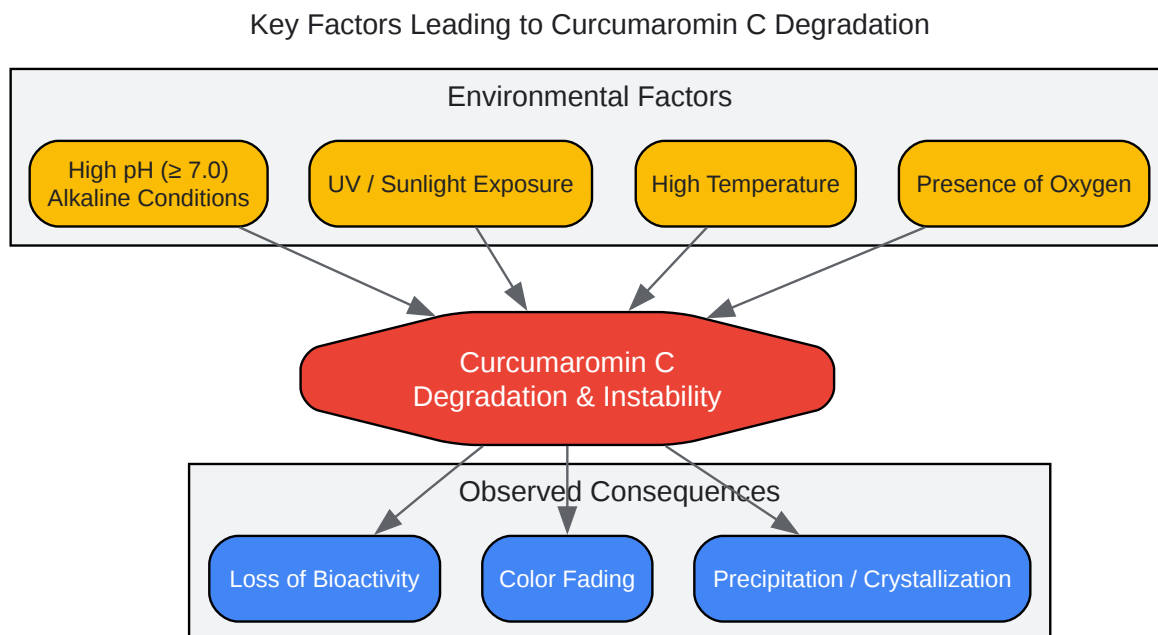 Key Factors Leading to Curcumaromin C Degradation
Environmental Factors
High pH (≥ 7.0)
Alkaline Conditions
UV / Sunlight Exposure
High Temperature
Presence of Oxygen
Curcumaromin C
Degradation & Instability
Observed Consequences
Loss of Bioactivity
Color Fading
Precipitation / Crystallization